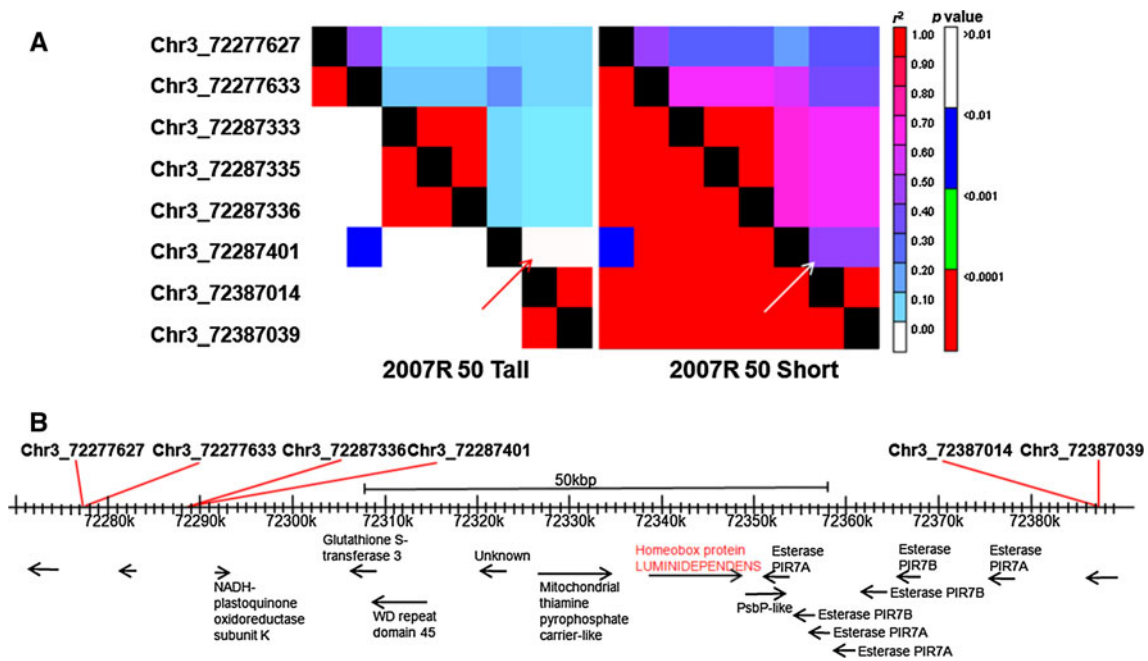 A
r² p value
Chr3_72277627
Chr3_72277633
Chr3_72287333
Chr3_72287335
Chr3_72287336
Chr3_72287401
Chr3_72387014
Chr3_72387039
2007R 50 Tall
2007R 50 Short
1.00
0.90
0.80
0.70
0.60
0.50
0.40
0.30
0.20
0.10
0.00
>0.01
<0.01
<0.001
<0.0001
B
Chr3_72277627 Chr3_72277633 Chr3_72287336 Chr3_72287401 Chr3_72387014 Chr3_72387039
50kbp
72280k 72290k 72300k 72310k 72320k 72330k 72340k 72350k 72360k 72370k 72380k
NADH-
plastoquinone
oxidoreductase
subunit K
Glutathione S-
transferase 3
WD repeat
domain 45
Unknown
Mitochondrial
thiamine
pyrophosphate
carrier-like
Homeobox protein
LUMINIDEPENDENS
PsbP-like
Esterase
PIR7A
Esterase
PIR7B
Esterase
PIR7A
Esterase PIR7B
Esterase PIR7B
Esterase PIR7A
Esterase PIR7A